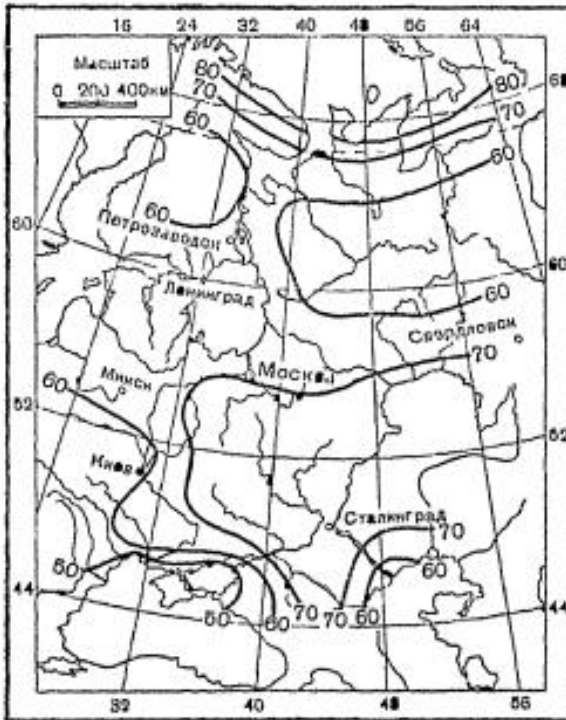 16 24 32 40 48 56 64
Масштаб
0 200 400км
80 80
70 70
60 60
60
Петрозаводск
60 60
Ленинград 60
Свердловск
Минск Москва 70
60
52 52
Киев
Сталинград
70
60
50
44 50 60 70 70 60 44
32 40 48 56